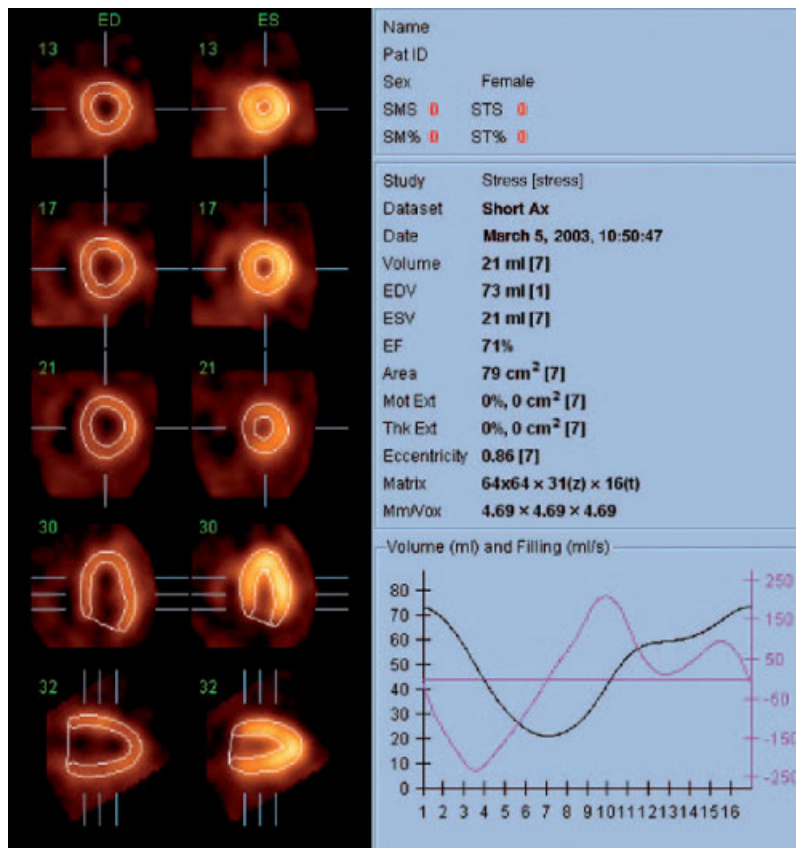 ED ES
13 13
17 17
21 21
30 30
32 32
Name
Pat ID
Sex Female
SMS 0 STS 0
SM% 0 ST% 0
Study Stress [stress]
Dataset Short Ax
Date March 5, 2003, 10:50:47
Volume 21 ml [7]
EDV 73 ml [1]
ESV 21 ml [7]
EF 71%
Area 79 cm² [7]
Mot Ext 0%, 0 cm² [7]
Thk Ext 0%, 0 cm² [7]
Eccentricity 0.86 [7]
Matrix 64x64 × 31(z) × 16(t)
Mm/Vox 4.69 × 4.69 × 4.69
Volume (ml) and Filling (ml/s)
80 250
70
60 150
50 50
40
30 -50
20 -150
10
0 -250
1 2 3 4 5 6 7 8 9 10 11 12 13 14 15 16